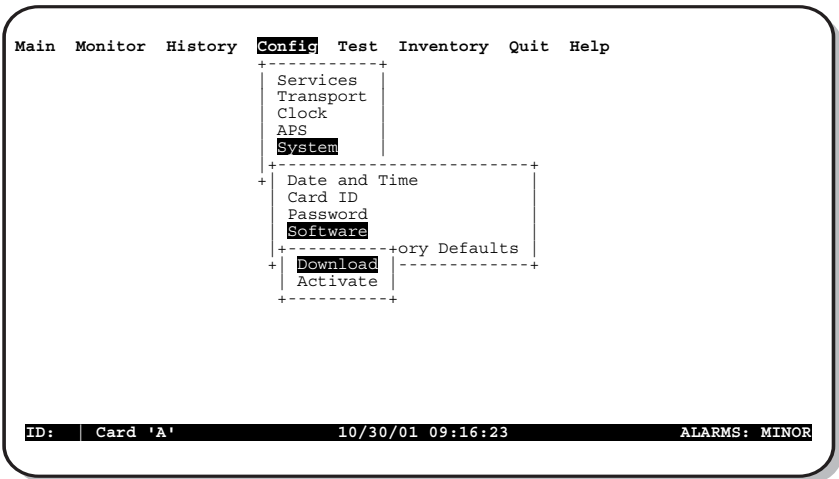 Main Monitor History Config Test Inventory Quit Help
Services
Transport
Clock
APS
System
Date and Time
Card ID
Password
Software
ory Defaults
Download
Activate
ID: Card 'A' 10/30/01 09:16:23 ALARMS: MINOR